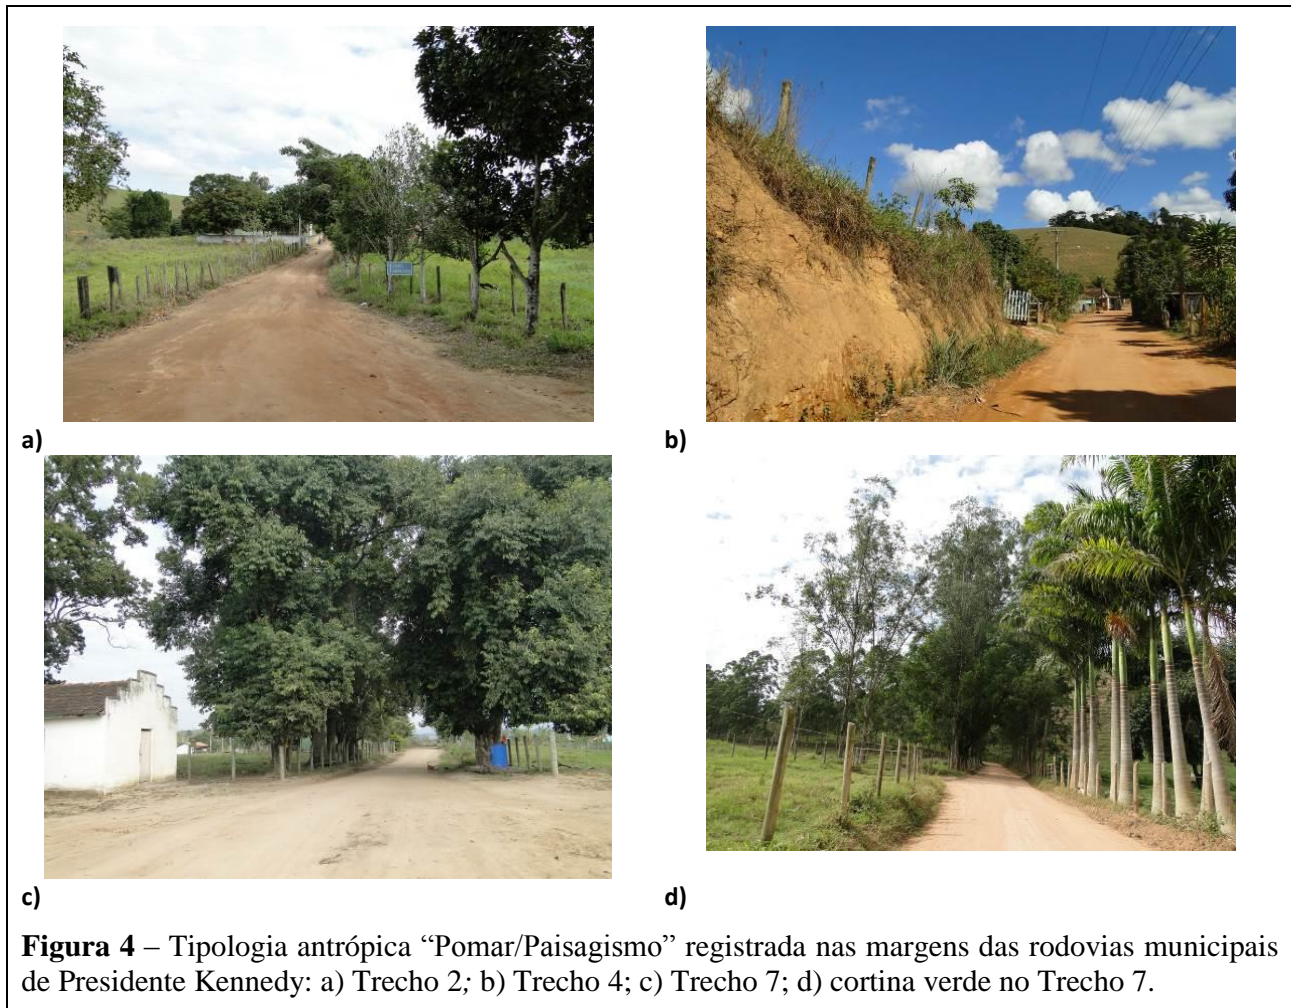 a)
b)
c)
d)
Figura 4 – Tipologia antrópica “Pomar/Paisagismo” registrada nas margens das rodovias municipais
de Presidente Kennedy: a) Trecho 2; b) Trecho 4; c) Trecho 7; d) cortina verde no Trecho 7.